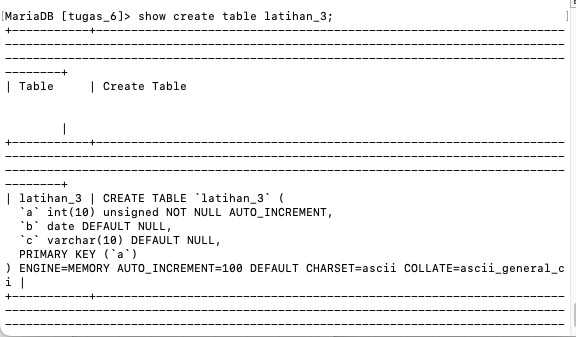 [MariaDB [tugas_6]> show create table latihan_3; ]
+----------+------------------------------------------------------------------
-------------------------------------------------------------------------------
-------------------------------------------------------------------------------
--------+
| Table    | Create Table
        |
+----------+------------------------------------------------------------------
-------------------------------------------------------------------------------
-------------------------------------------------------------------------------
--------+
| latihan_3 | CREATE TABLE `latihan_3` (
  `a` int(10) unsigned NOT NULL AUTO_INCREMENT,
  `b` date DEFAULT NULL,
  `c` varchar(10) DEFAULT NULL,
  PRIMARY KEY (`a`)
) ENGINE=MEMORY AUTO_INCREMENT=100 DEFAULT CHARSET=ascii COLLATE=ascii_general_c
i |
+----------+------------------------------------------------------------------
-------------------------------------------------------------------------------
-------------------------------------------------------------------------------